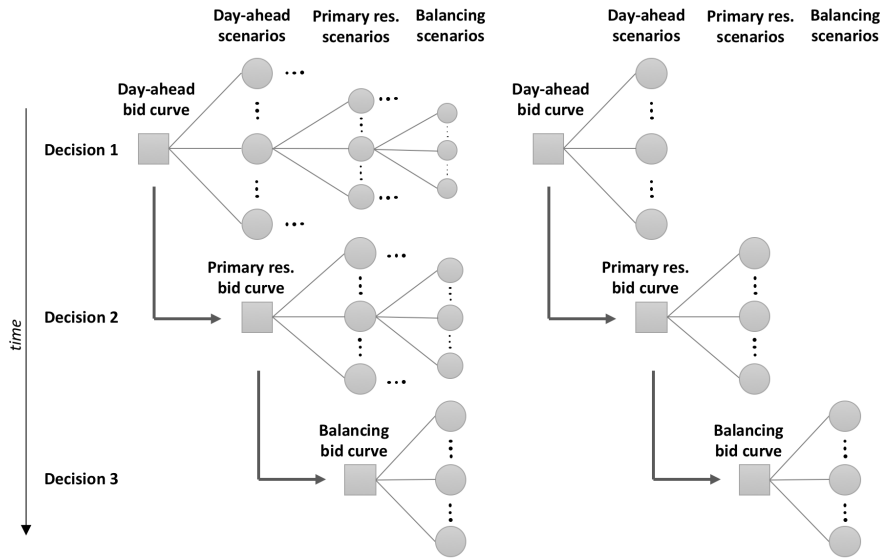 Day-ahead
scenarios
Primary res.
scenarios
Balancing
scenarios
Day-ahead
bid curve
Decision 1
Primary res.
bid curve
Decision 2
time
Balancing
bid curve
Decision 3
Day-ahead
scenarios
Primary res.
scenarios
Balancing
scenarios
Day-ahead
bid curve
Primary res.
bid curve
Balancing
bid curve